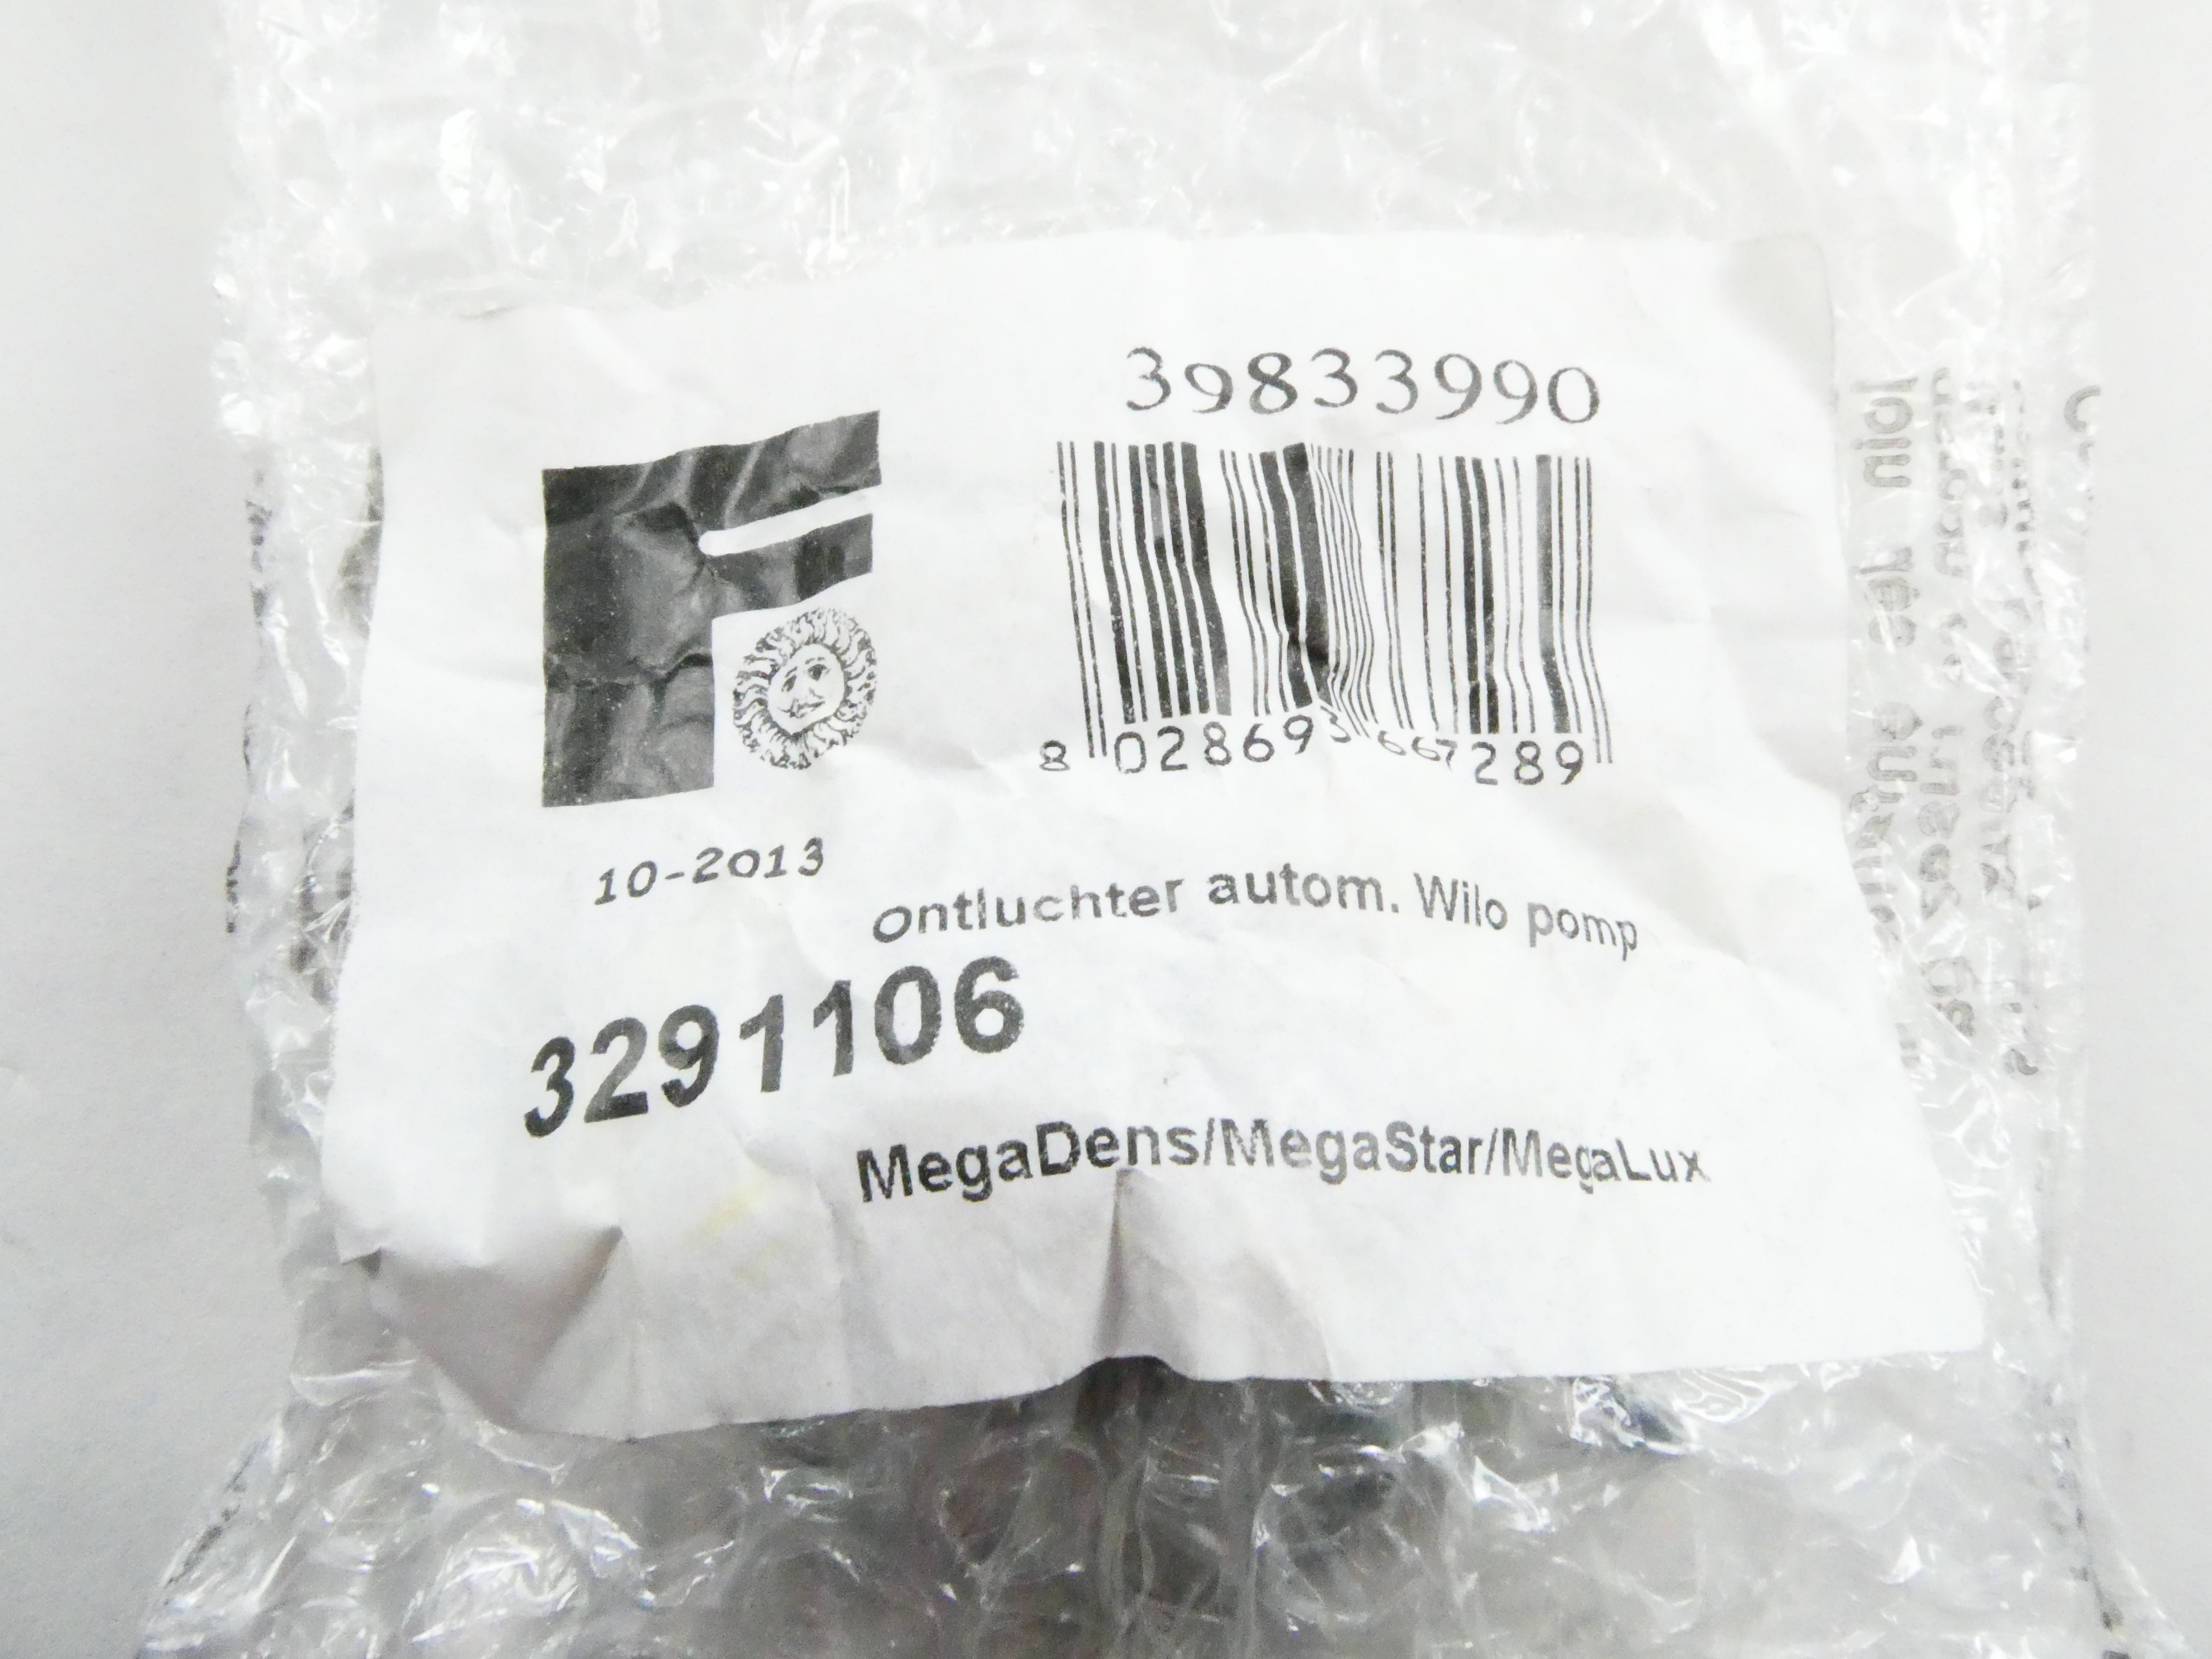 39833990
F
8 028693 667289
10-2013
ontluchter autom. Wilo pomp
3291106
MegaDens/MegaStar/MegaLux